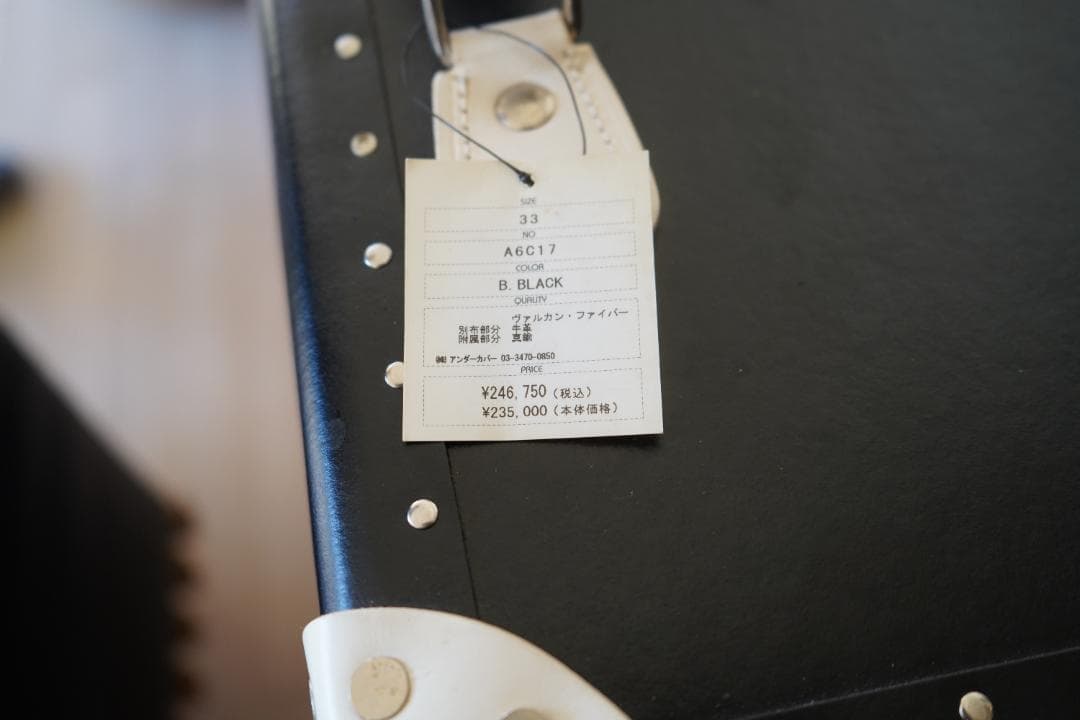 SIZE
33
NO
A6C17
COLOR
B. BLACK
QUALITY
ヴァルカン・ファイバー
別布部分 牛革
附属部分 真鍮
㈱ アンダーカバー 03-3470-0850
PRICE
¥246,750(税込)
¥235,000(本体価格)